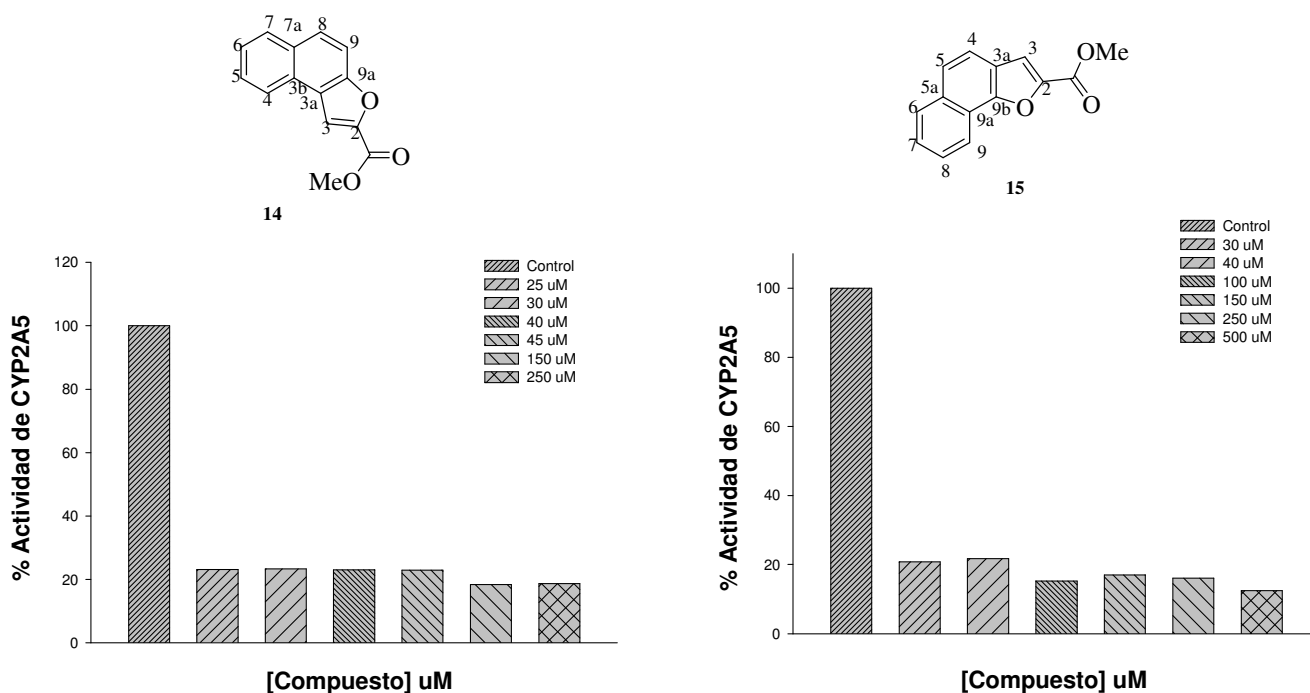 7
7a
8
6
9
5
9a
3b
O
4
3a
3
2
O
MeO
14
4
3
5
3a
OMe
2
5a
O
9b
O
6
9a
7
9
8
15
% Actividad de CYP2A5
120
100
80
60
40
20
0
Control
25 uM
30 uM
40 uM
45 uM
150 uM
250 uM
[Compuesto] uM
% Actividad de CYP2A5
100
80
60
40
20
0
Control
30 uM
40 uM
100 uM
150 uM
250 uM
500 uM
[Compuesto] uM